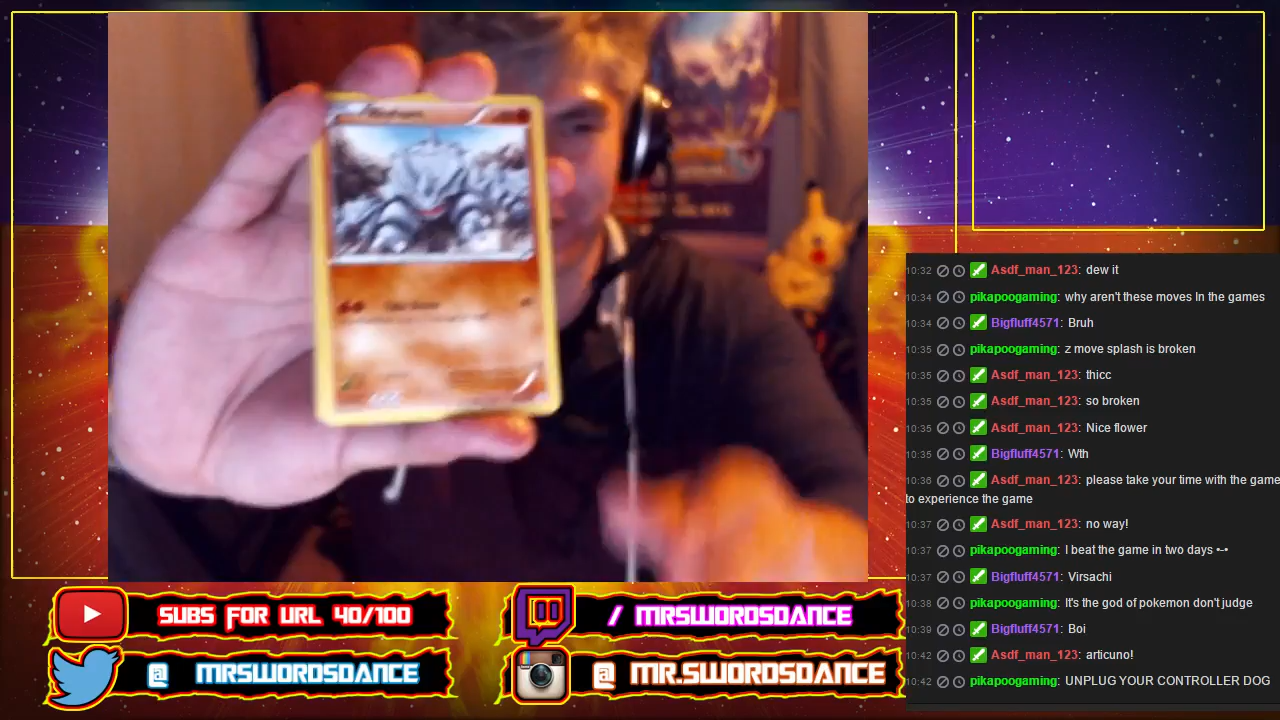 10:32 Asdf_man_123: dew it
10:34 pikapoogaming: why aren't these moves In the games
10:34 Bigfluff4571: Bruh
10:35 pikapoogaming: z move splash is broken
10:35 Asdf_man_123: thicc
10:35 Asdf_man_123: so broken
10:35 Asdf_man_123: Nice flower
10:35 Bigfluff4571: Wth
10:36 Asdf_man_123: please take your time with the game
to experience the game
10:37 Asdf_man_123: no way!
10:37 pikapoogaming: I beat the game in two days •~•
10:37 Bigfluff4571: Virsachi
10:38 pikapoogaming: It's the god of pokemon don't judge
10:39 Bigfluff4571: Boi
10:42 Asdf_man_123: articuno!
10:42 pikapoogaming: UNPLUG YOUR CONTROLLER DOG
SUBS FOR URL 40/100
/ MRSWORDSDANCE
@ MRSWORDSDANCE
@ MR.SWORDSDANCE